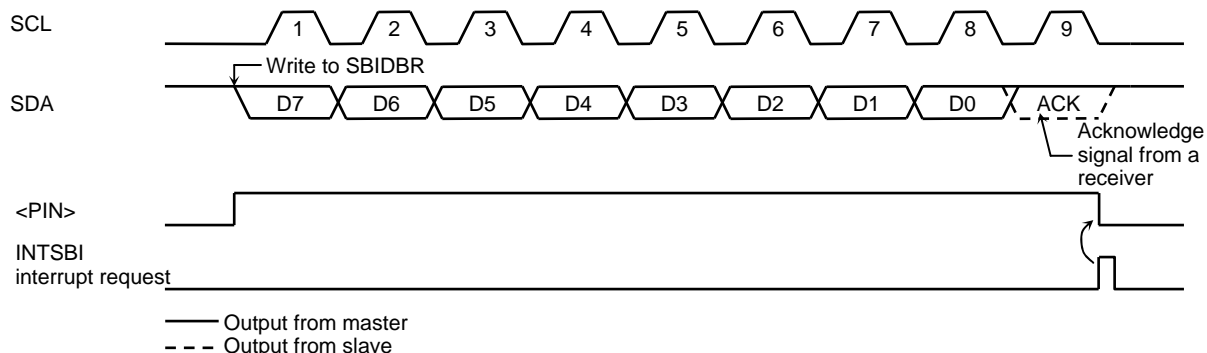 SCL
1 2 3 4 5 6 7 8 9
Write to SBIDBR
SDA
D7 D6 D5 D4 D3 D2 D1 D0 ACK
Acknowledge
signal from a
receiver
<PIN>
INTSBI
interrupt request
Output from master
Output from slave